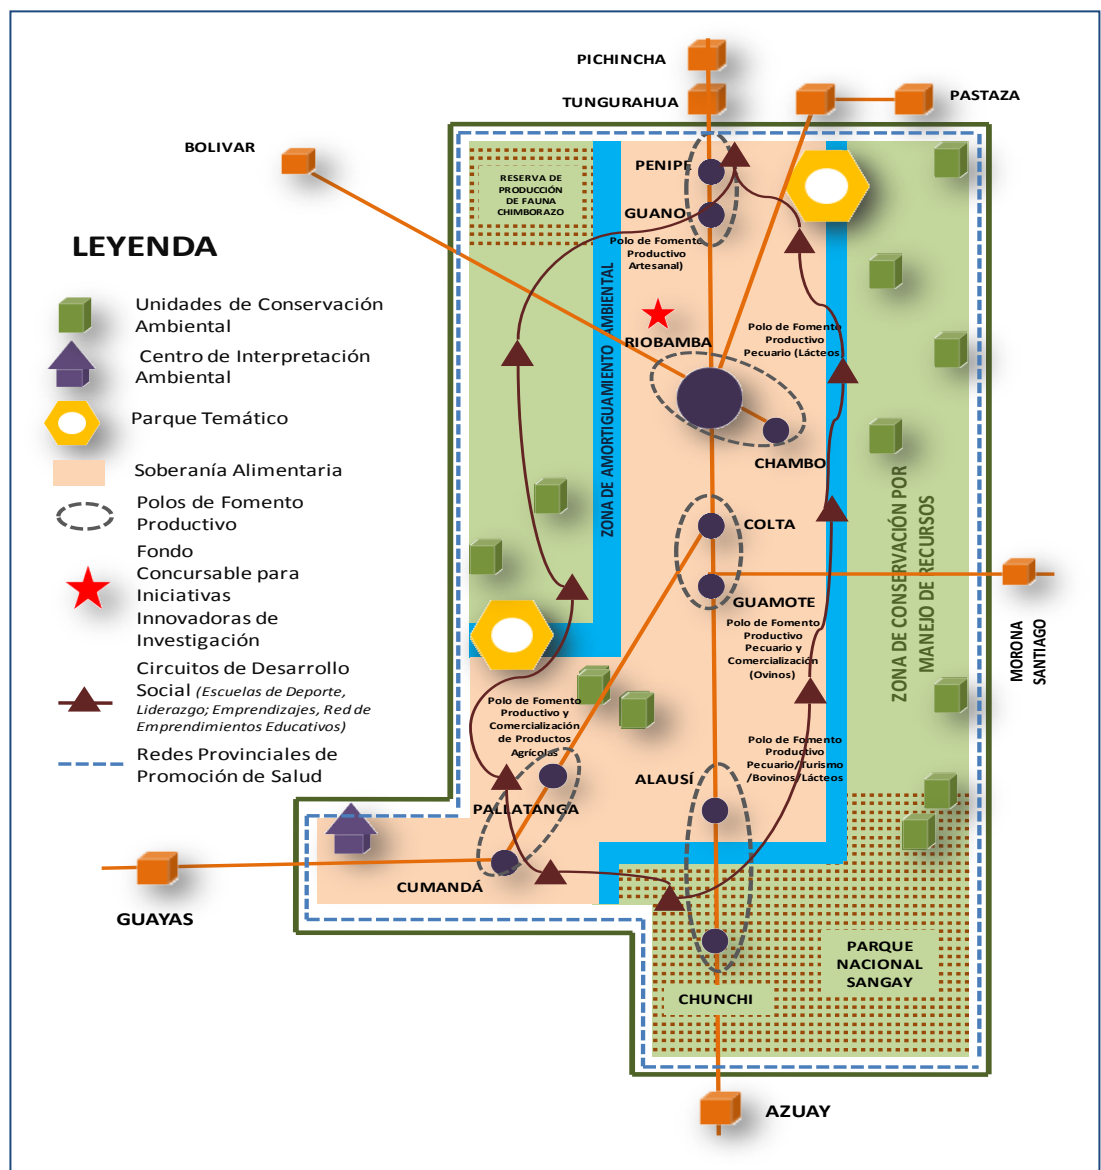 PICHINCHA
TUNGURAHUA
PASTAZA
BOLIVAR
RESERVA DE
PRODUCCIÓN
DE FAUNA
CHIMBORAZO
PENIPE
GUANO
Polo de Fomento
Productivo
Artesanal)
LEYENDA
Unidades de Conservación
Ambiental
Centro de Interpretación
Ambiental
Parque Temático
Soberanía Alimentaria
Polos de Fomento
Productivo
Fondo
Concursable para
Iniciativas
Innovadoras de
Investigación
Circuitos de Desarrollo
Social (Escuelas de Deporte,
Liderazgo; Emprendizajes, Red de
Emprendimientos Educativos)
Redes Provinciales de
Promoción de Salud
ZONA DE AMORTIGUAMIENTO AMBIENTAL
RIOBAMBA
Polo de Fomento
Productivo
Pecuario (Lácteos)
CHAMBO
COLTA
GUAMOTE
Polo de Fomento
Productivo
Pecuario y
Comercialización
(Ovinos)
ZONA DE CONSERVACIÓN POR
MANEJO DE RECURSOS
MORONA
SANTIAGO
Polo de Fomento
Productivo y
Comercialización
de Productos
Agrícolas
Polo de Fomento
Productivo
Pecuario/Turismo
/Bovinos/Lácteos
ALAUSÍ
PALLATANGA
CUMANDÁ
GUAYAS
PARQUE
NACIONAL
SANGAY
CHUNCHI
AZUAY